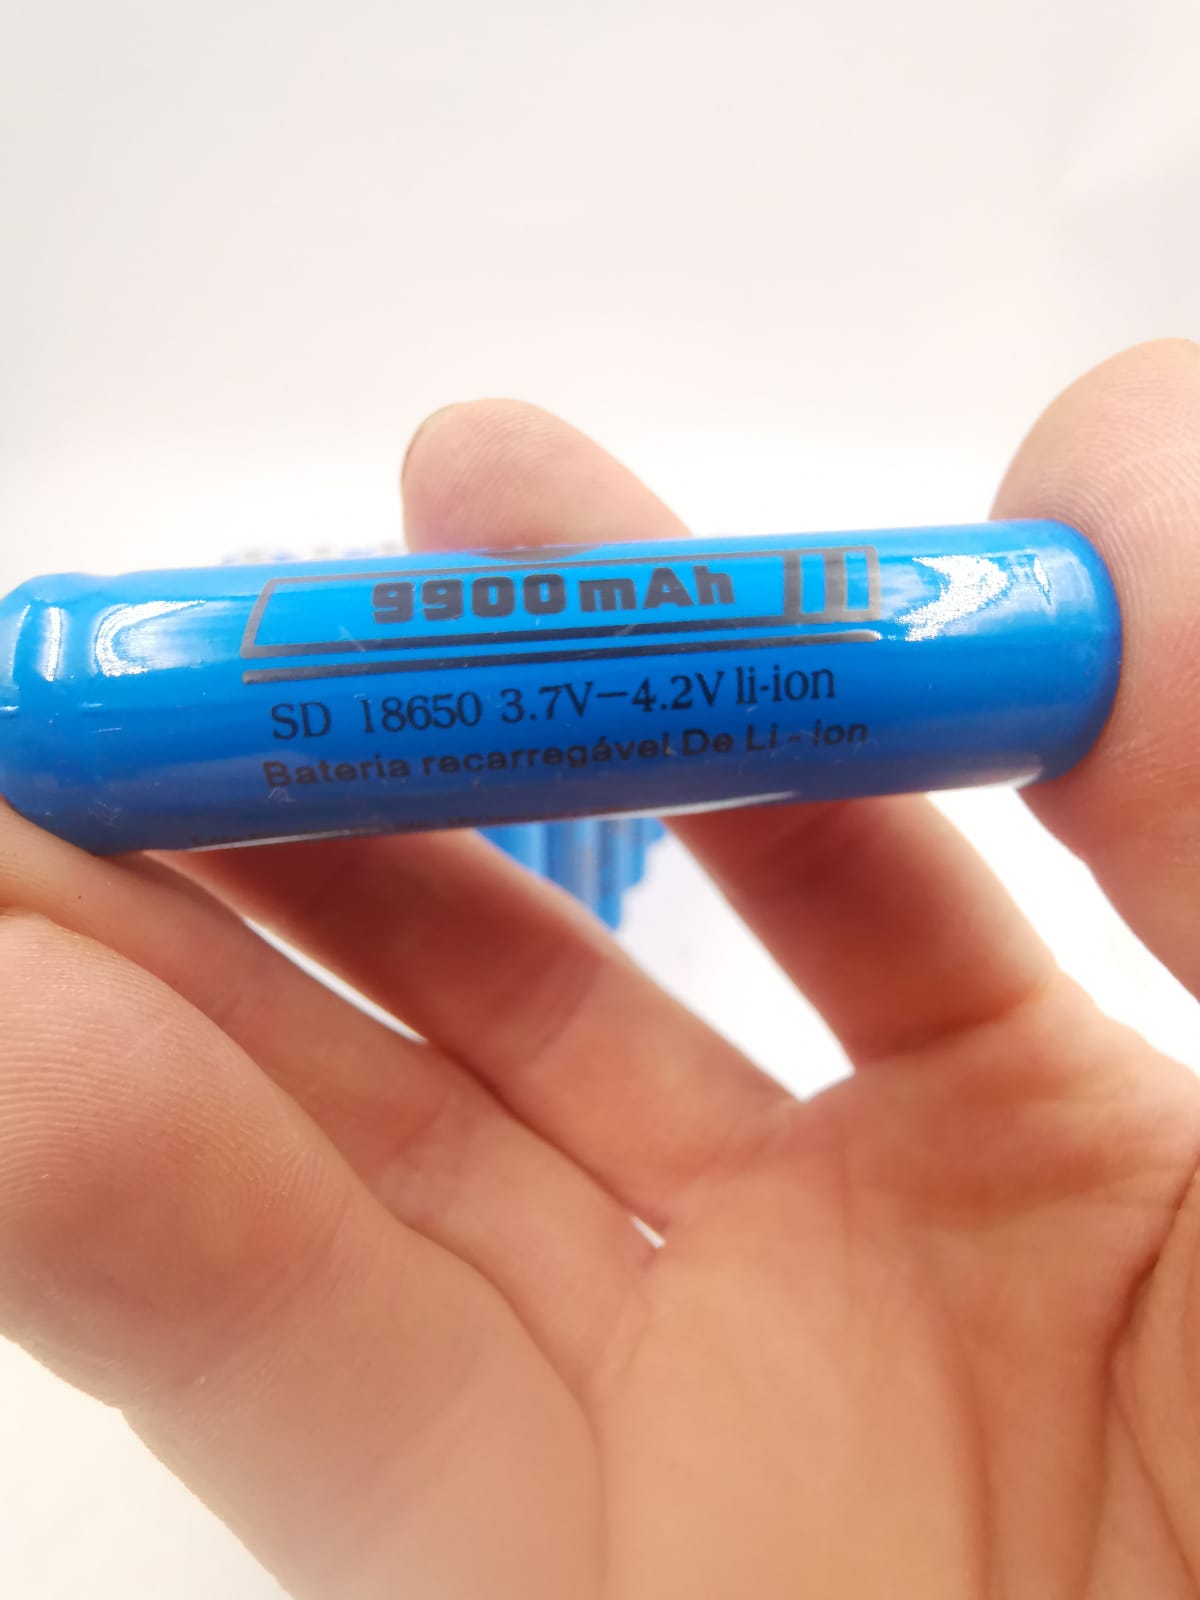 9900mAh
SD 18650 3.7V-4.2V li-ion
Bateria recarregável De Li - ion